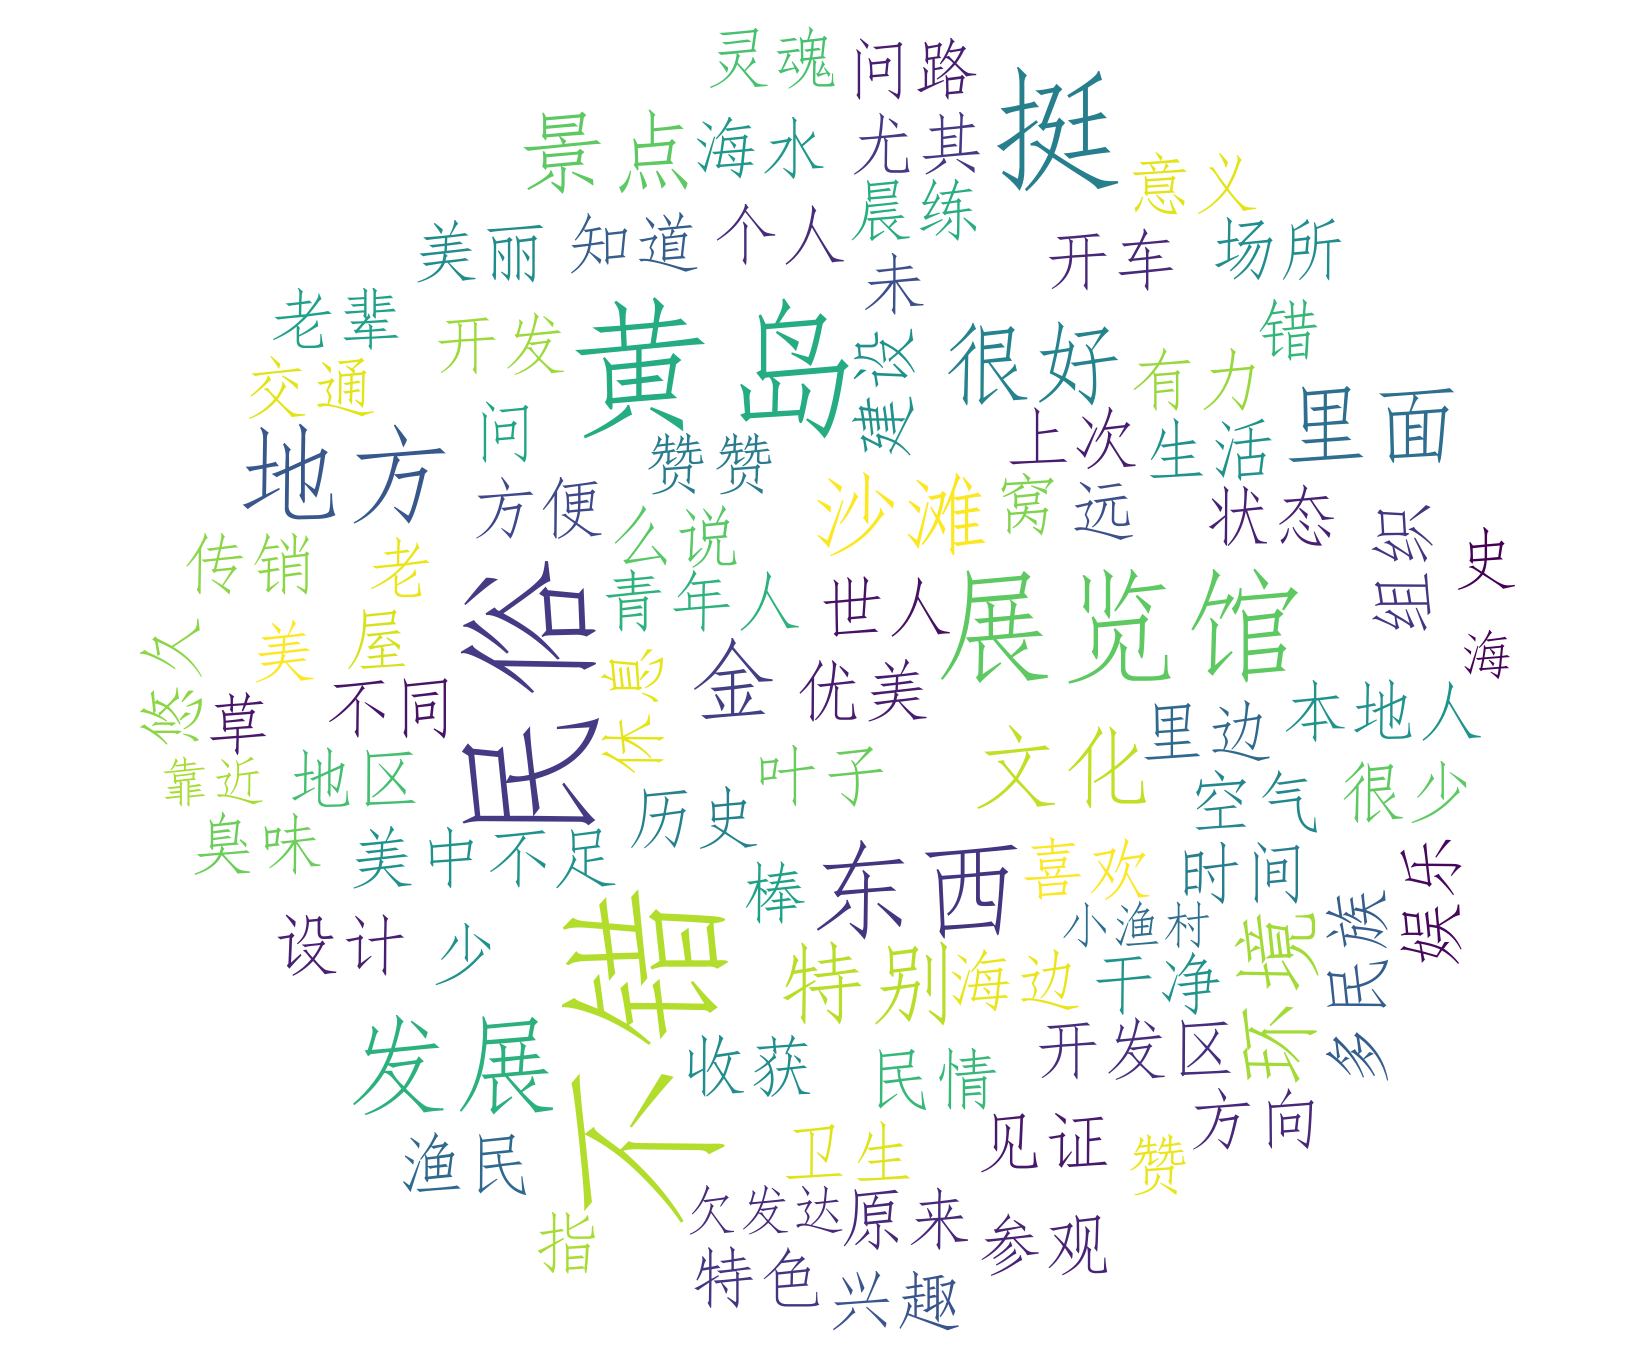 灵魂
问路
挺
景点
海水
尤其
意义
晨练
美丽
知道
个人
开车
场所
未
老辈
开发
黄岛
建设
很好
错
交通
有力
问
地方
赞赞
上次
生活
里面
方便
么说
沙滩
窝
远
状态
组织
史
传销
老
民俗
青年人
世人
展览馆
海
悠久
美
屋
休息
金
优美
草
不同
本地人
里边
靠近
地区
叶子
文化
空气
很少
臭味
美中不足
历史
棒
东西
喜欢
时间
娱乐
小渔村
设计
少
不错
特别
海边
干净
环境
多民族
发展
收获
民情
开发区
方向
渔民
卫生
见证
赞
指
欠发达
原来
参观
特色
兴趣